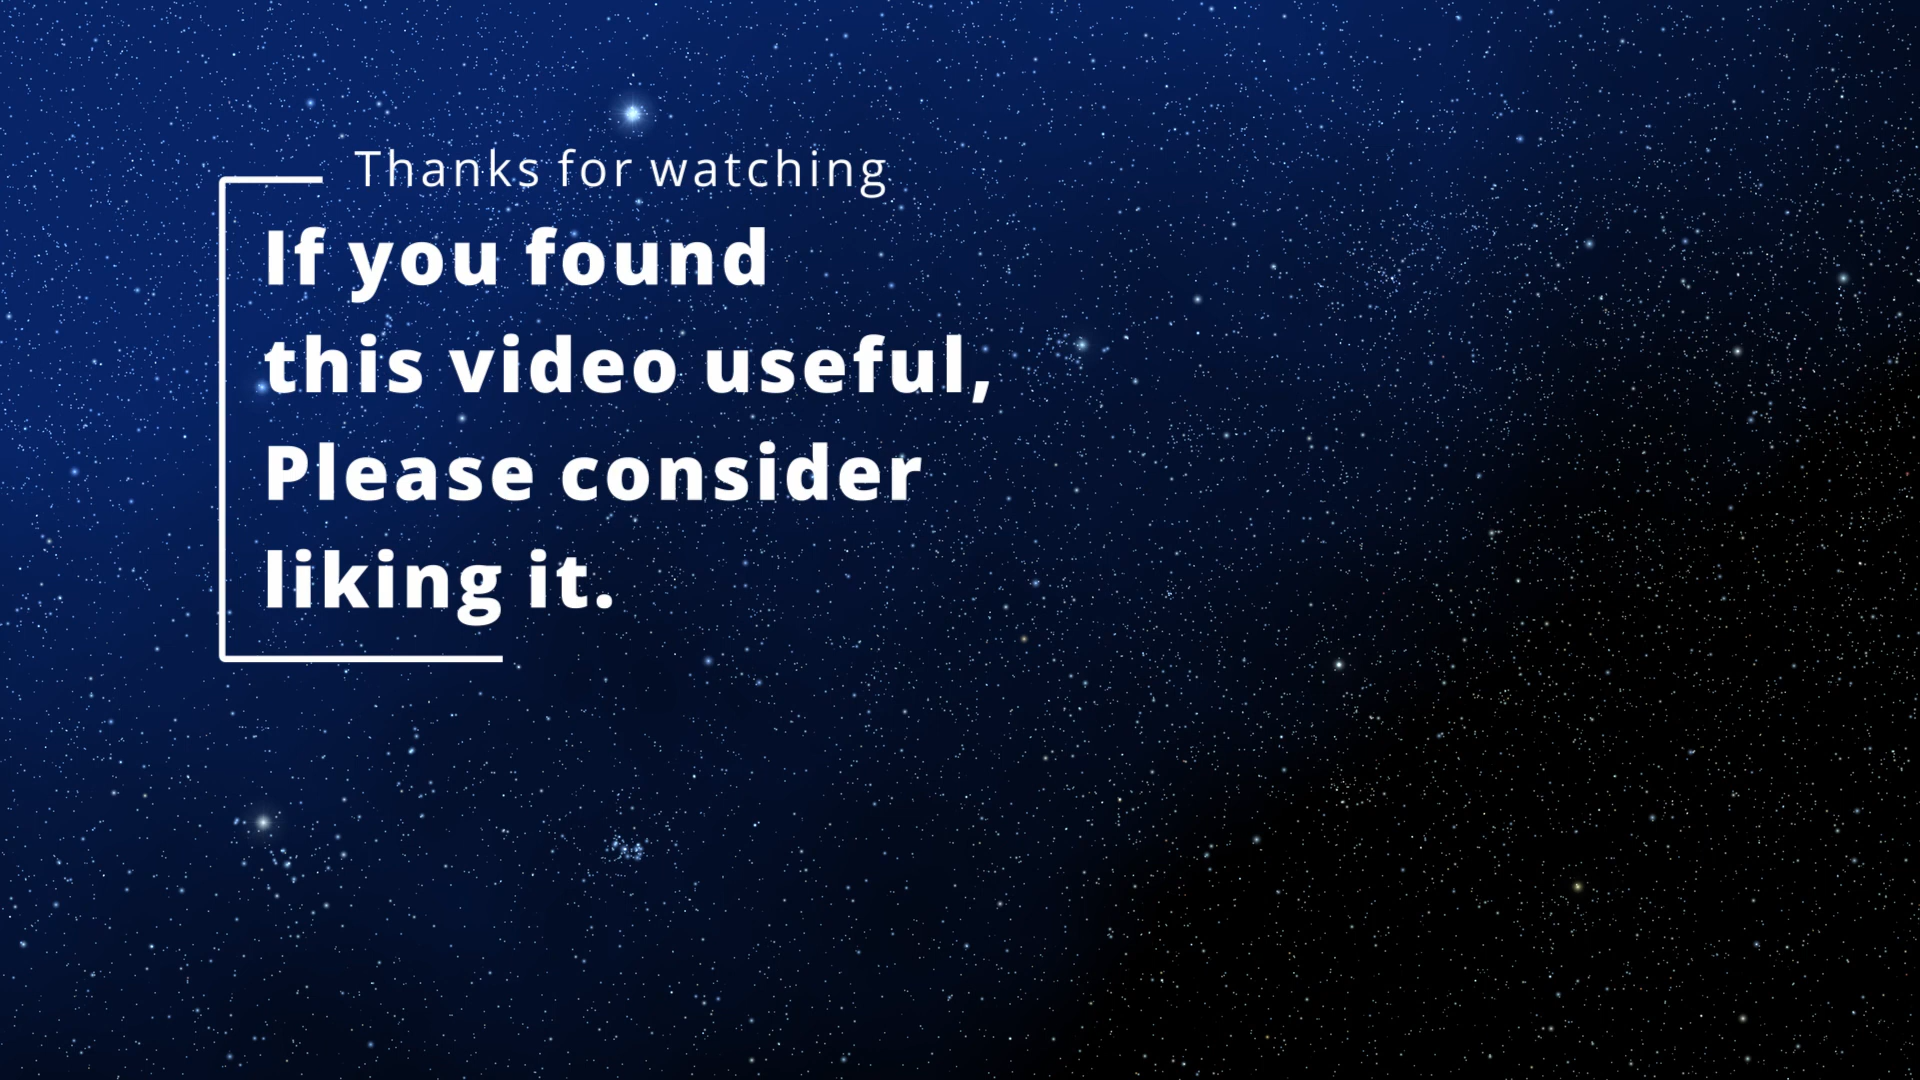 Thanks for watching
If you found
this video useful,
Please consider
liking it.